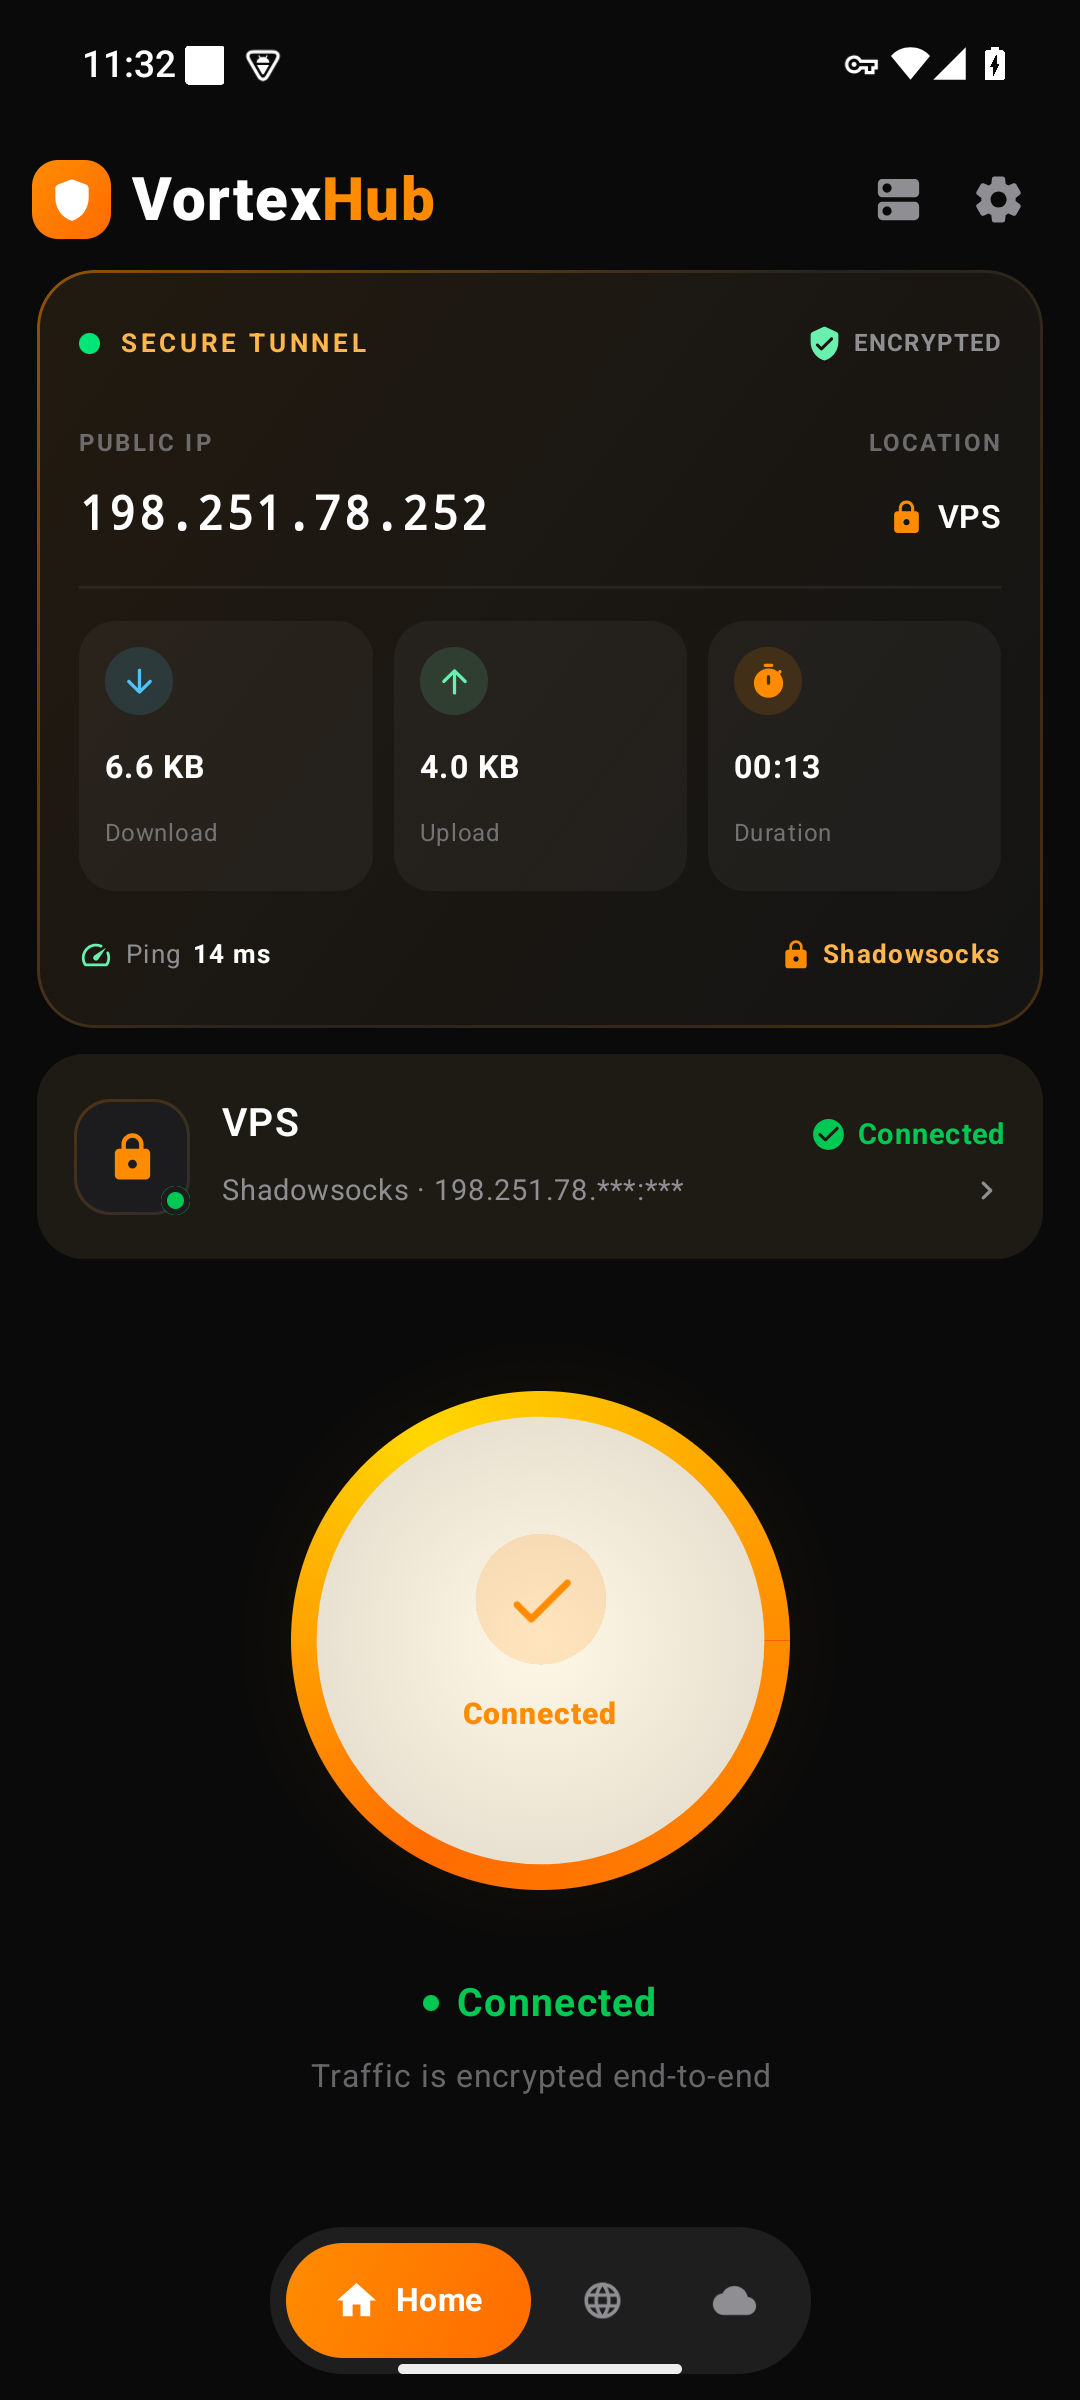 11:32
VortexHub
SECURE TUNNEL
ENCRYPTED
PUBLIC IP
LOCATION
198.251.78.252
VPS
6.6 KB
4.0 KB
00:13
Download
Upload
Duration
Ping 14 ms
Shadowsocks
VPS
Connected
Shadowsocks · 198.251.78.***:***
Connected
Connected
Traffic is encrypted end-to-end
Home